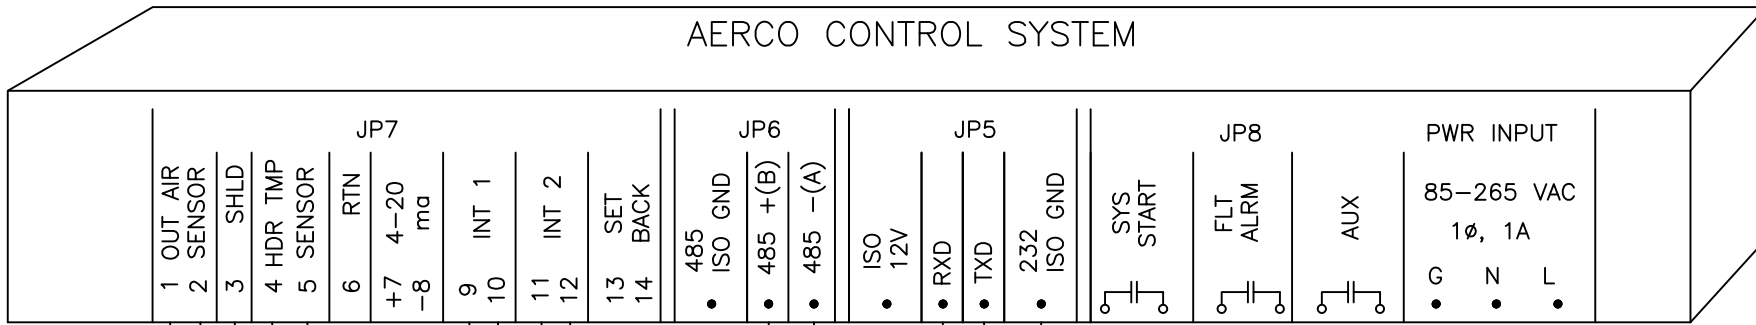 AERCO CONTROL SYSTEM
JP7
JP6
JP5
JP8
PWR INPUT
1 OUT AIR
2 SENSOR
3 SHLD
4 HDR TMP
5 SENSOR
6 RTN
+7 4-20
-8 ma
9 INT 1
10
11 INT 2
12
13 SET
14 BACK
485
ISO GND
485 +(B)
485 -(A)
ISO
12V
RXD
TXD
232
ISO GND
SYS
START
FLT
ALRM
AUX
85-265 VAC
1ø, 1A
G N L